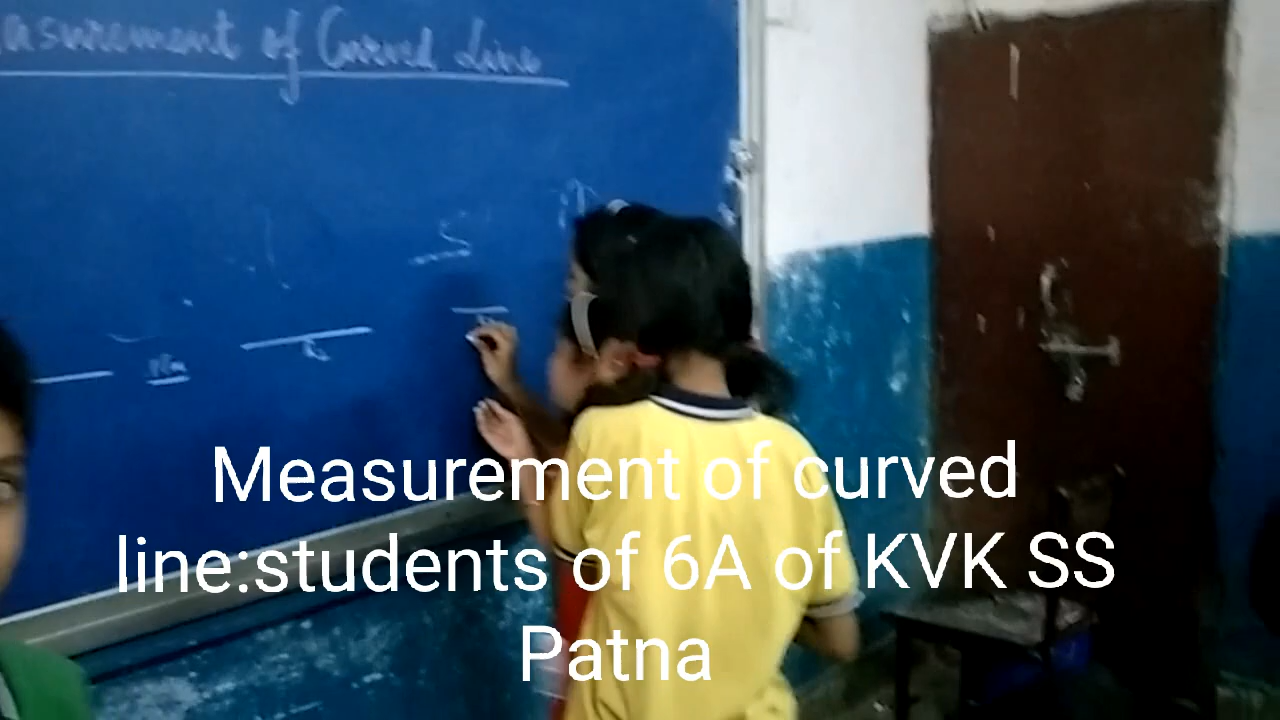 asurement of Curved Line
S
Measurement of curved
line:students of 6A of KVK SS
Patna